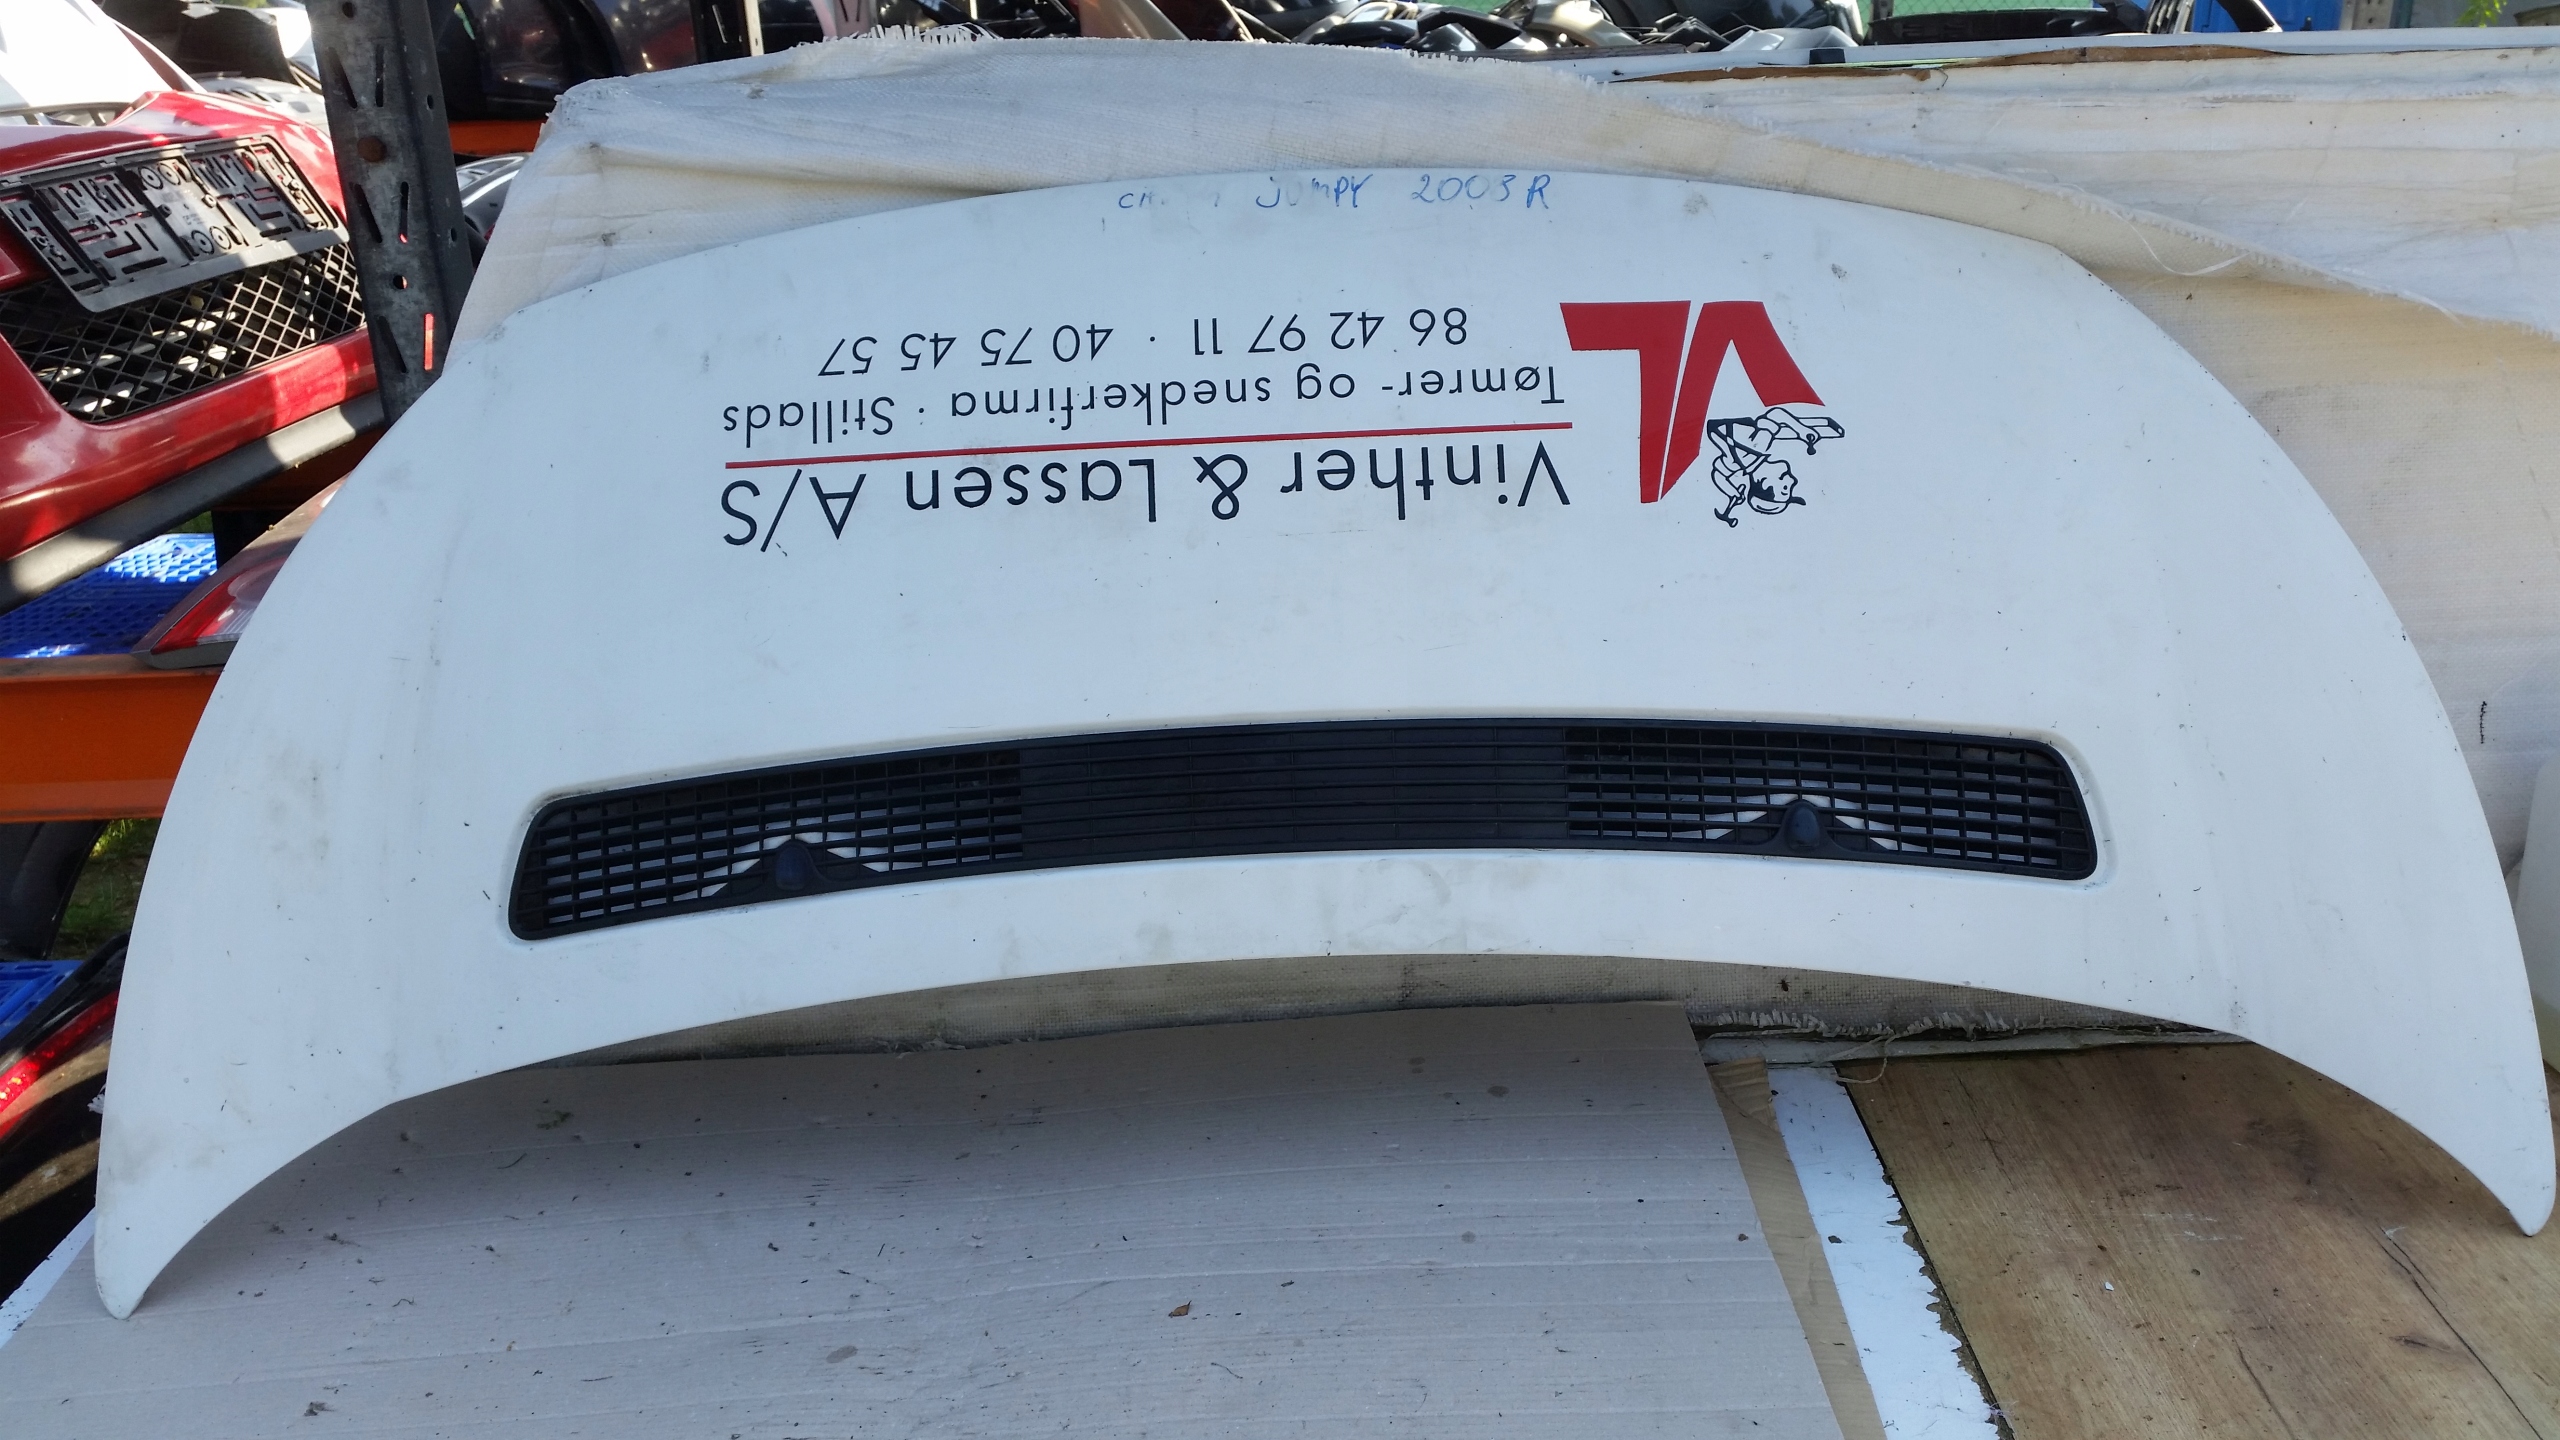 JUMPY 2003R
VL
Vinther & Lassen A/S
Tømrer- og snedkerfirma · Stillads
86 42 97 11 · 40 75 45 57